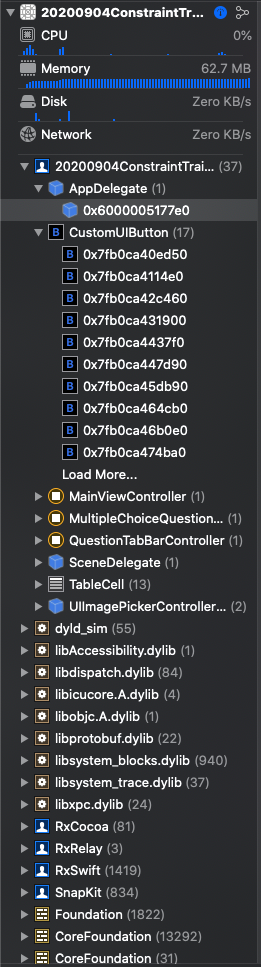 20200904ConstraintTr...
CPU 0%
Memory 62.7 MB
Disk Zero KB/s
Network Zero KB/s
20200904ConstraintTrai... (37)
AppDelegate (1)
0x6000005177e0
CustomUIButton (17)
0x7fb0ca40ed50
0x7fb0ca4114e0
0x7fb0ca42c460
0x7fb0ca431900
0x7fb0ca4437f0
0x7fb0ca447d90
0x7fb0ca45db90
0x7fb0ca464cb0
0x7fb0ca46b0e0
0x7fb0ca474ba0
Load More...
MainViewController (1)
MultipleChoiceQuestion... (1)
QuestionTabBarController (1)
SceneDelegate (1)
TableCell (13)
UIImagePickerController... (2)
dyld_sim (55)
libAccessibility.dylib (1)
libdispatch.dylib (84)
libicucore.A.dylib (4)
libobjc.A.dylib (1)
libprotobuf.dylib (22)
libsystem_blocks.dylib (940)
libsystem_trace.dylib (37)
libxpc.dylib (24)
RxCocoa (81)
RxRelay (3)
RxSwift (1419)
SnapKit (834)
Foundation (1822)
CoreFoundation (13292)
CoreFoundation (31)